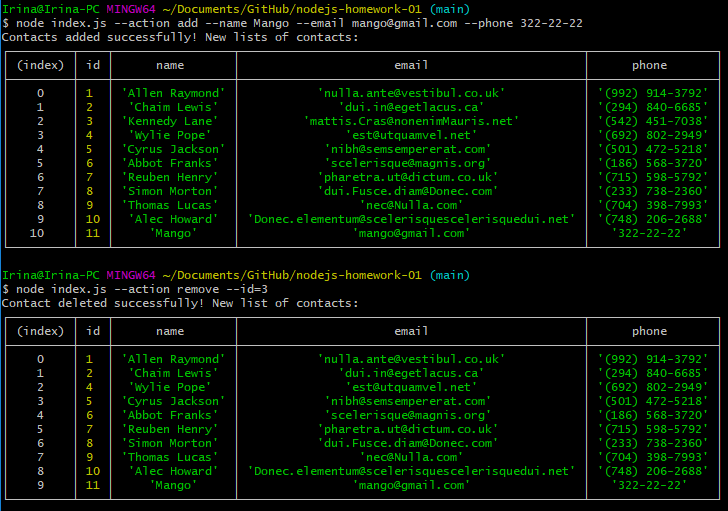 Irina@Irina-PC MINGW64 ~/Documents/GitHub/nodejs-homework-01 (main)
$ node index.js --action add --name Mango --email mango@gmail.com --phone 322-22-22
Contacts added successfully! New lists of contacts:
(index) id name email phone
0 1 'Allen Raymond' 'nulla.ante@vestibul.co.uk' '(992) 914-3792'
1 2 'Chaim Lewis' 'dui.in@egetlacus.ca' '(294) 840-6685'
2 3 'Kennedy Lane' 'mattis.Cras@nonenimMauris.net' '(542) 451-7038'
3 4 'Wylie Pope' 'est@utquamvel.net' '(692) 802-2949'
4 5 'Cyrus Jackson' 'nibh@semsempererat.com' '(501) 472-5218'
5 6 'Abbot Franks' 'scelerisque@magnis.org' '(186) 568-3720'
6 7 'Reuben Henry' 'pharetra.ut@dictum.co.uk' '(715) 598-5792'
7 8 'Simon Morton' 'dui.Fusce.diam@Donec.com' '(233) 738-2360'
8 9 'Thomas Lucas' 'nec@Nulla.com' '(704) 398-7993'
9 10 'Alec Howard' 'Donec.elementum@scelerisquescelerisquedui.net' '(748) 206-2688'
10 11 'Mango' 'mango@gmail.com' '322-22-22'
Irina@Irina-PC MINGW64 ~/Documents/GitHub/nodejs-homework-01 (main)
$ node index.js --action remove --id=3
Contact deleted successfully! New list of contacts:
(index) id name email phone
0 1 'Allen Raymond' 'nulla.ante@vestibul.co.uk' '(992) 914-3792'
1 2 'Chaim Lewis' 'dui.in@egetlacus.ca' '(294) 840-6685'
2 4 'Wylie Pope' 'est@utquamvel.net' '(692) 802-2949'
3 5 'Cyrus Jackson' 'nibh@semsempererat.com' '(501) 472-5218'
4 6 'Abbot Franks' 'scelerisque@magnis.org' '(186) 568-3720'
5 7 'Reuben Henry' 'pharetra.ut@dictum.co.uk' '(715) 598-5792'
6 8 'Simon Morton' 'dui.Fusce.diam@Donec.com' '(233) 738-2360'
7 9 'Thomas Lucas' 'nec@Nulla.com' '(704) 398-7993'
8 10 'Alec Howard' 'Donec.elementum@scelerisquescelerisquedui.net' '(748) 206-2688'
9 11 'Mango' 'mango@gmail.com' '322-22-22'